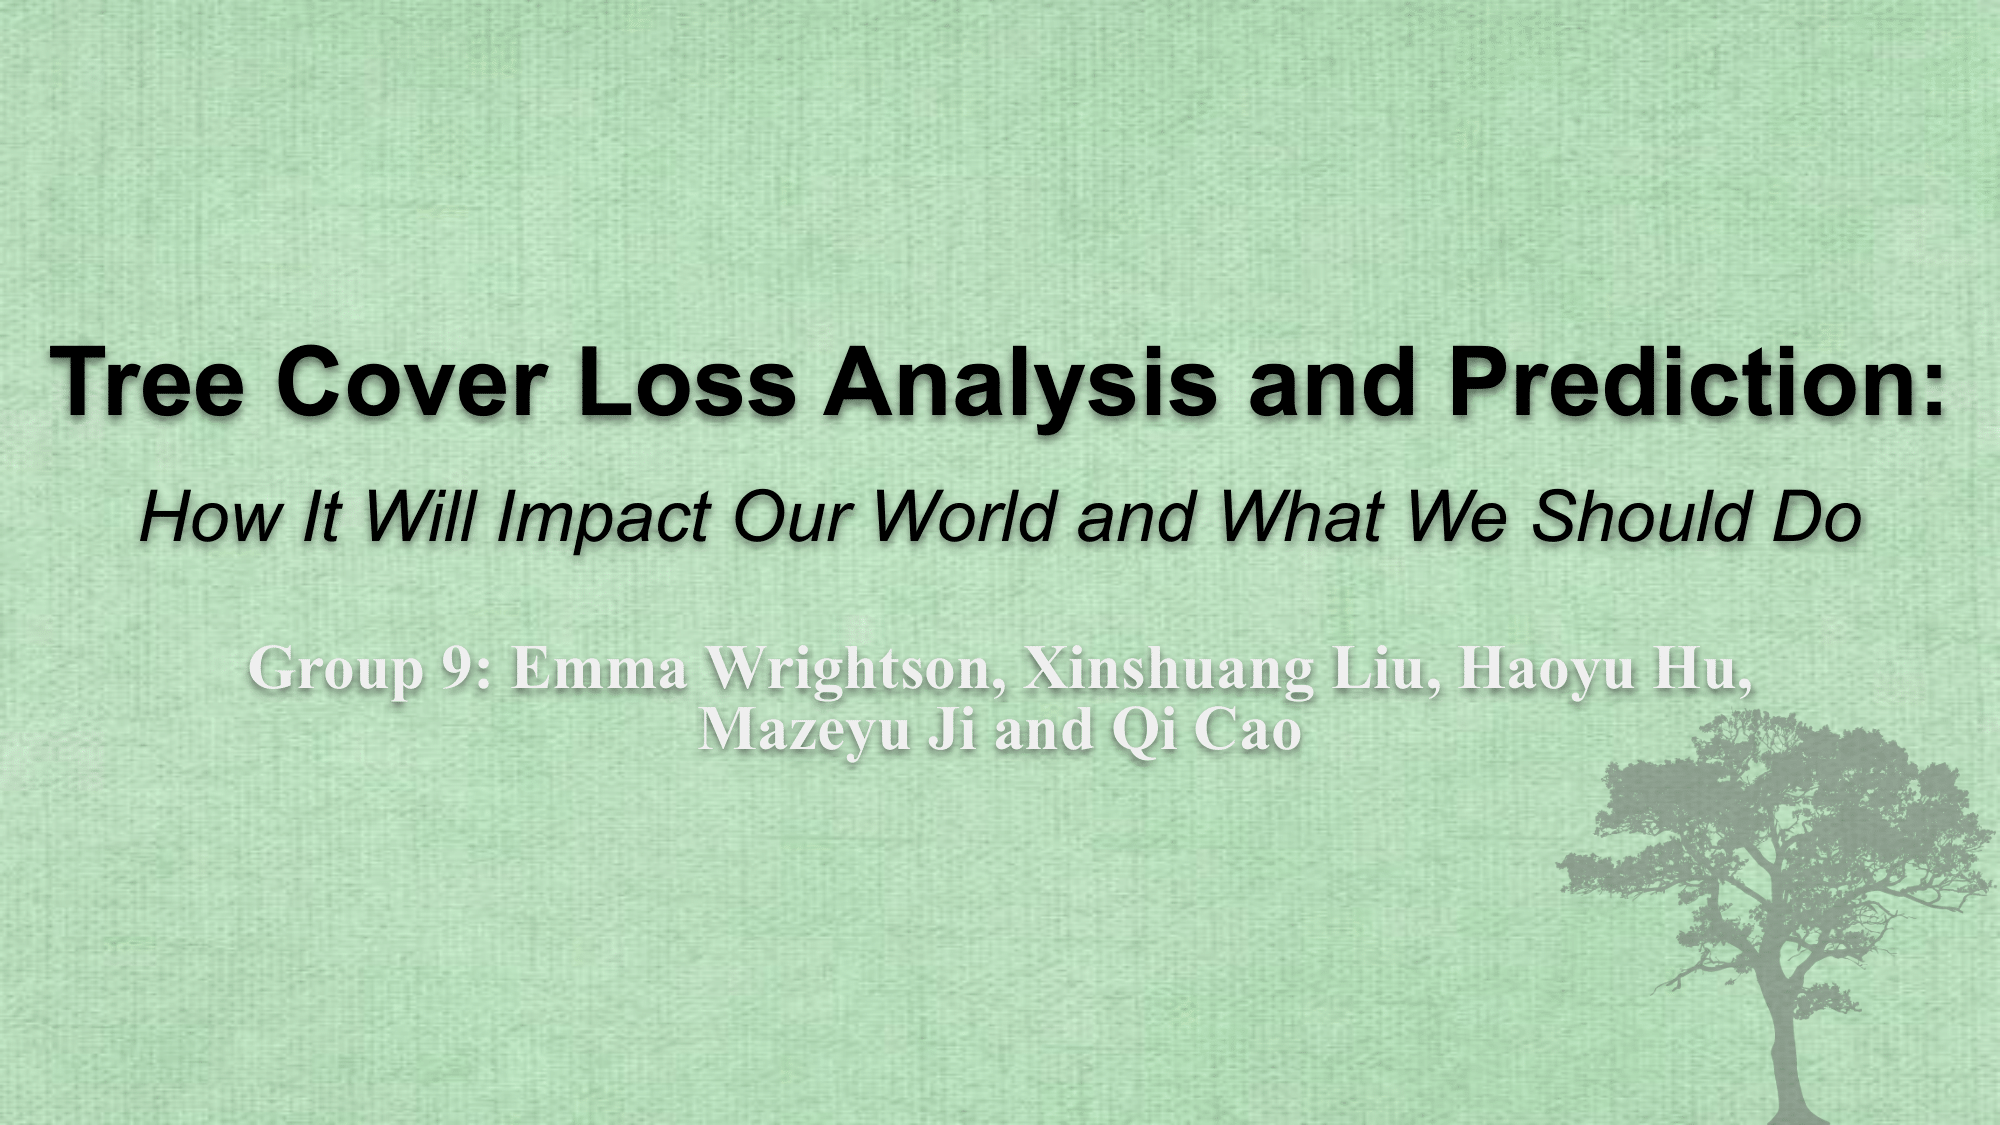 Tree Cover Loss Analysis and Prediction:
How It Will Impact Our World and What We Should Do
Group 9: Emma Wrightson, Xinshuang Liu, Haoyu Hu,
Mazeyu Ji and Qi Cao